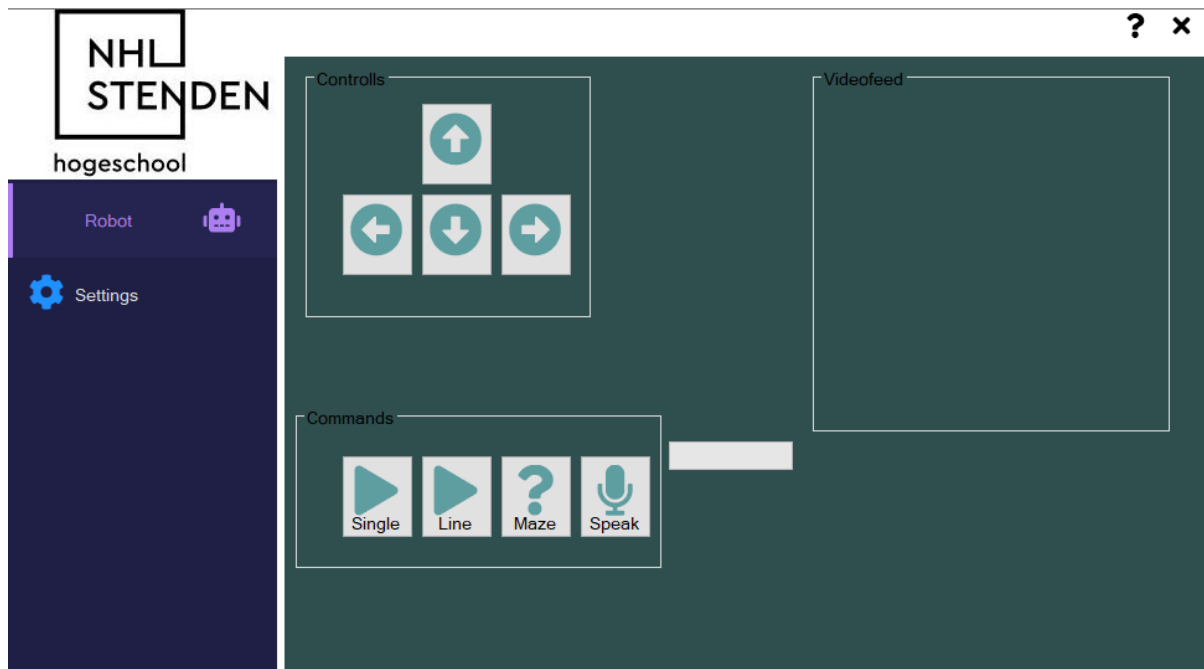 NHL
STENDEN
hogeschool
? ×
Robot
Settings
Controlls
Videofeed
Commands
Single Line Maze Speak